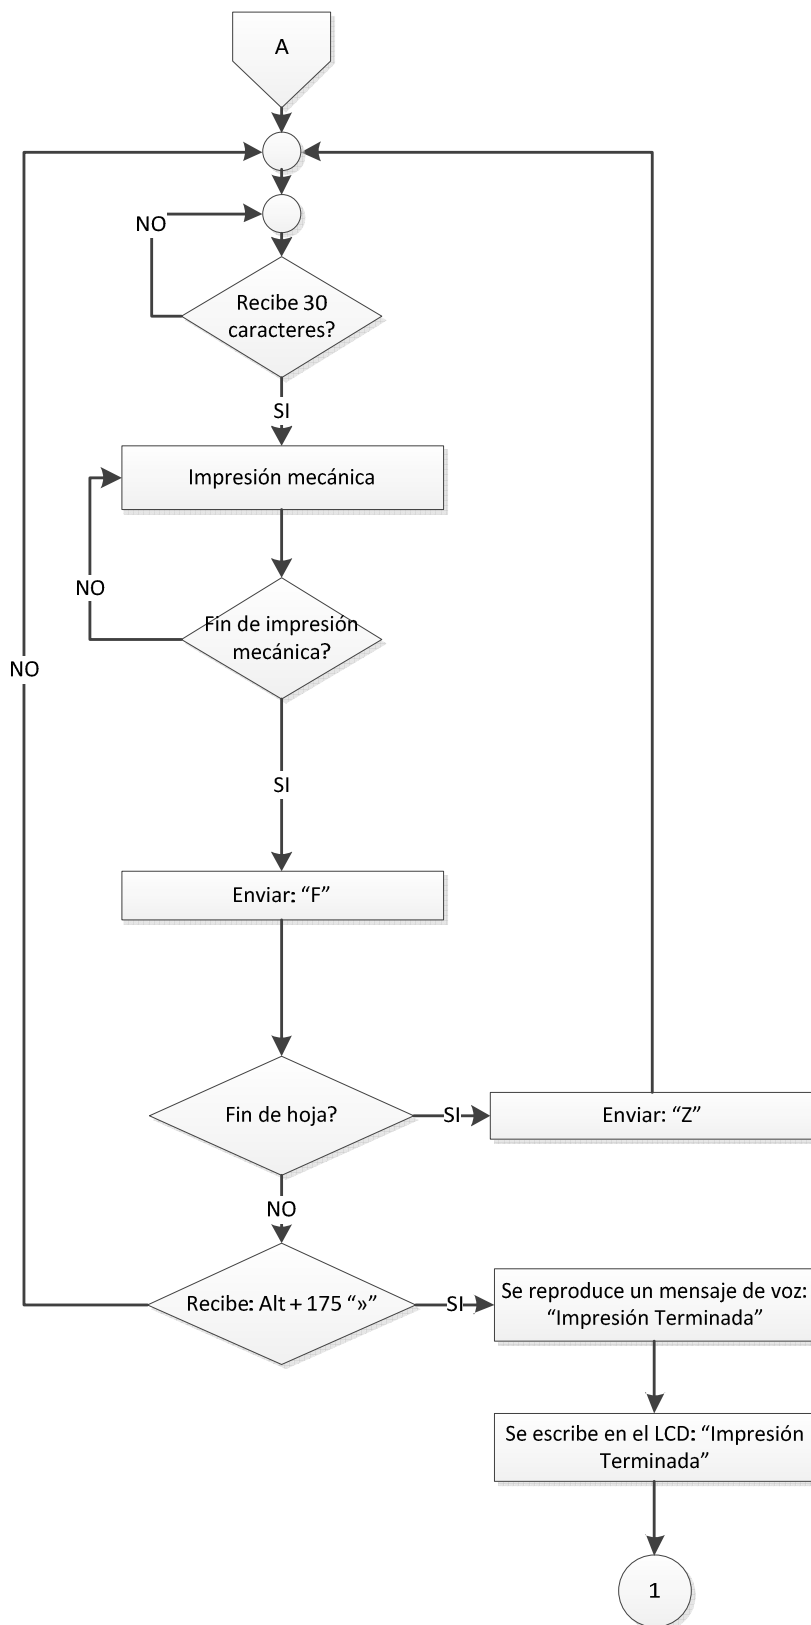 A
NO
Recibe 30
caracteres?
SI
Impresión mecánica
NO
Fin de impresión
mecánica?
NO
SI
Enviar: “F”
Fin de hoja?
SI
Enviar: “Z”
NO
Recibe: Alt + 175 “»”
SI
Se reproduce un mensaje de voz:
“Impresión Terminada”
Se escribe en el LCD: “Impresión
Terminada”
1